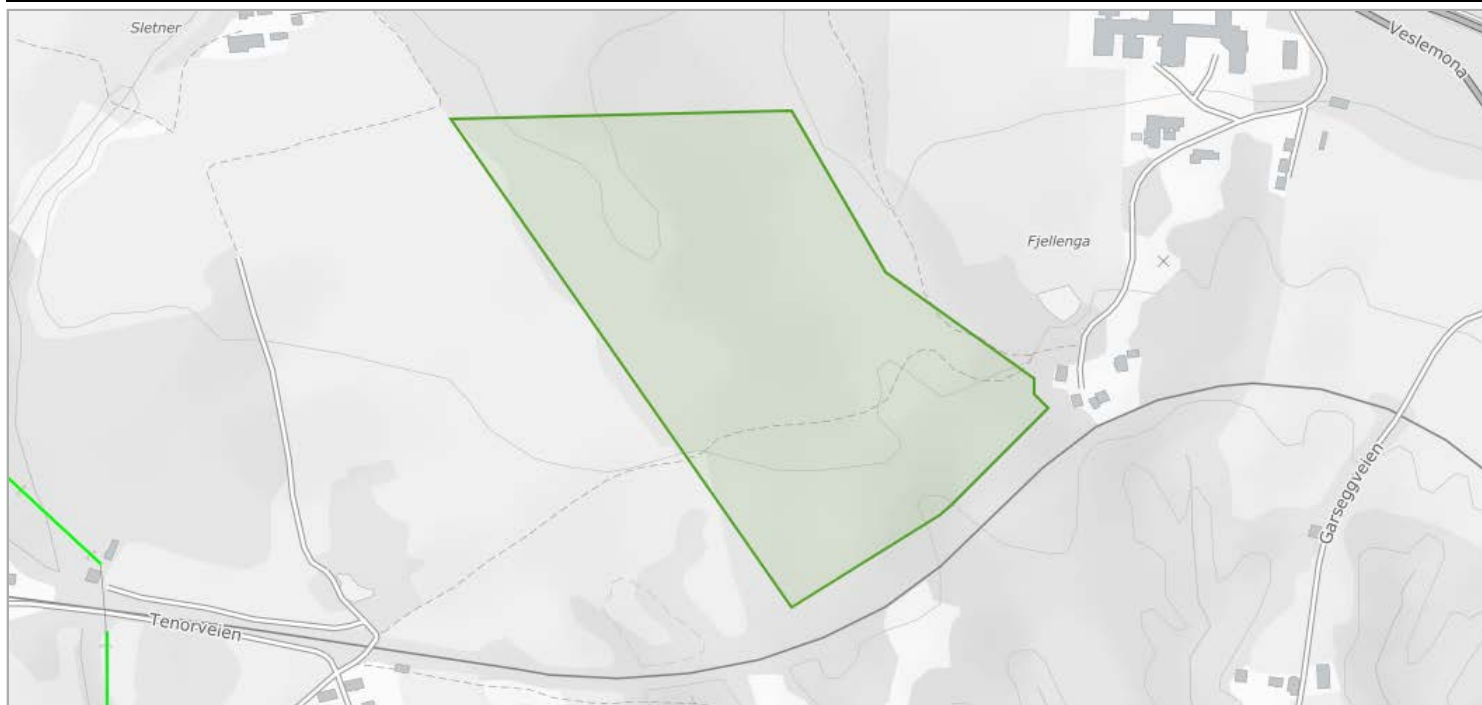 Sletner
Veslemona
Fjellenga
Garseggveien
Tenorveien